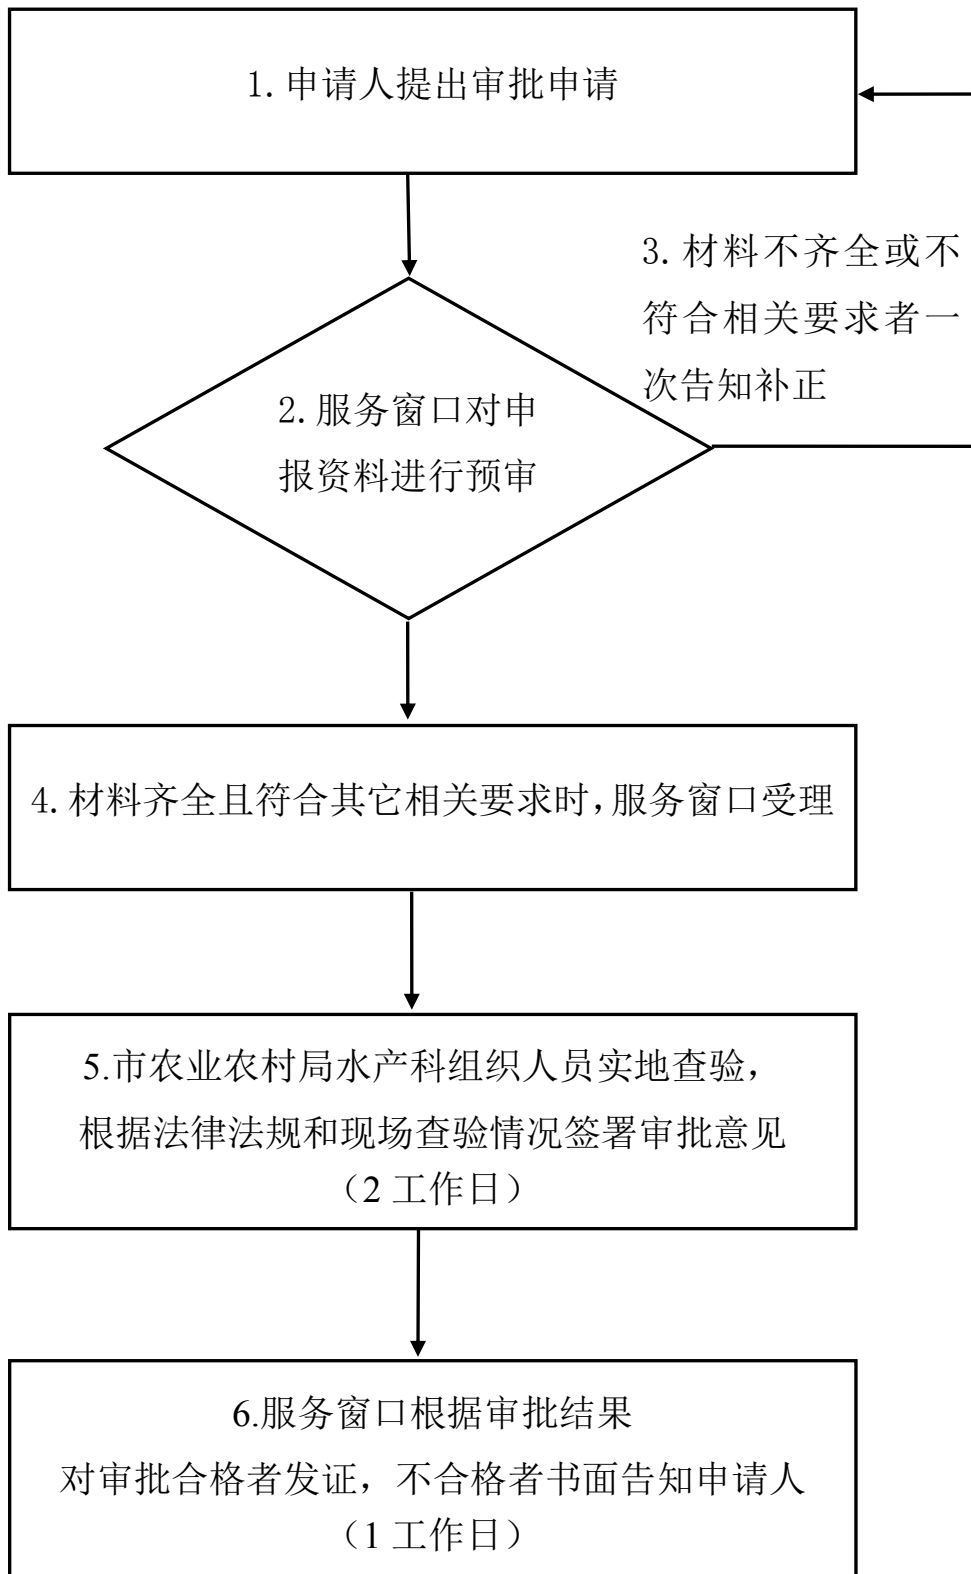 1. 申请人提出审批申请
3. 材料不齐全或不
符合相关要求者一
次告知补正
2. 服务窗口对申
报资料进行预审
4. 材料齐全且符合其它相关要求时,服务窗口受理
5.市农业农村局水产科组织人员实地查验，
根据法律法规和现场查验情况签署审批意见
（2 工作日）
6.服务窗口根据审批结果
对审批合格者发证，不合格者书面告知申请人
（1 工作日）